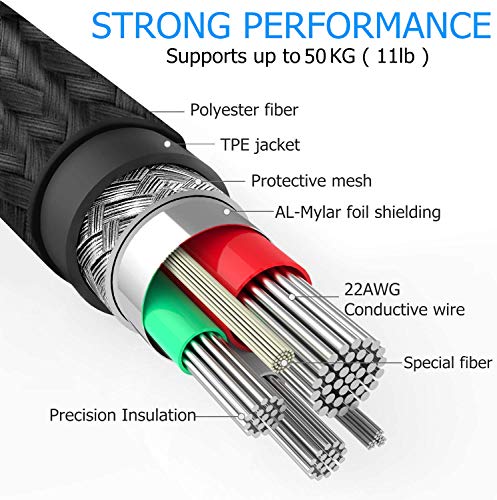 STRONG PERFORMANCE
Supports up to 50KG ( 11lb )
Polyester fiber
TPE jacket
Protective mesh
AL-Mylar foil shielding
22AWG
Conductive wire
Special fiber
Precision Insulation